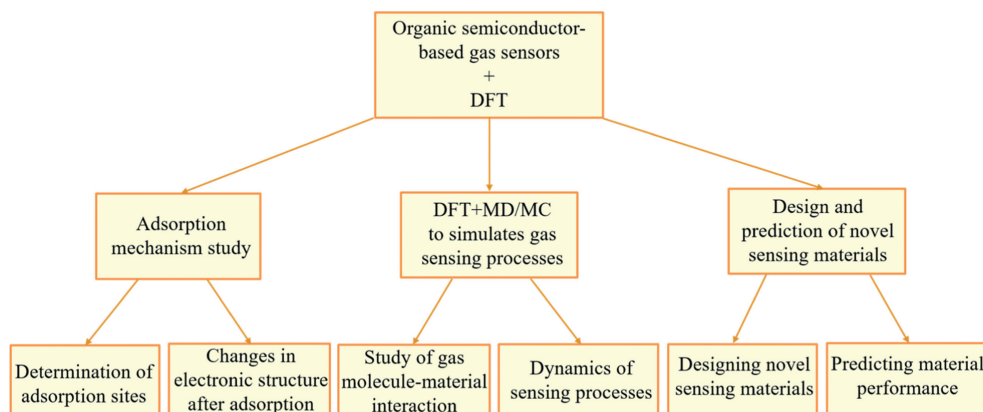 Organic semiconductor-
based gas sensors
+
DFT
Adsorption
mechanism study
DFT+MD/MC
to simulates gas
sensing processes
Design and
prediction of novel
sensing materials
Determination of
adsorption sites
Changes in
electronic structure
after adsorption
Study of gas
molecule-material
interaction
Dynamics of
sensing processes
Designing novel
sensing materials
Predicting material
performance